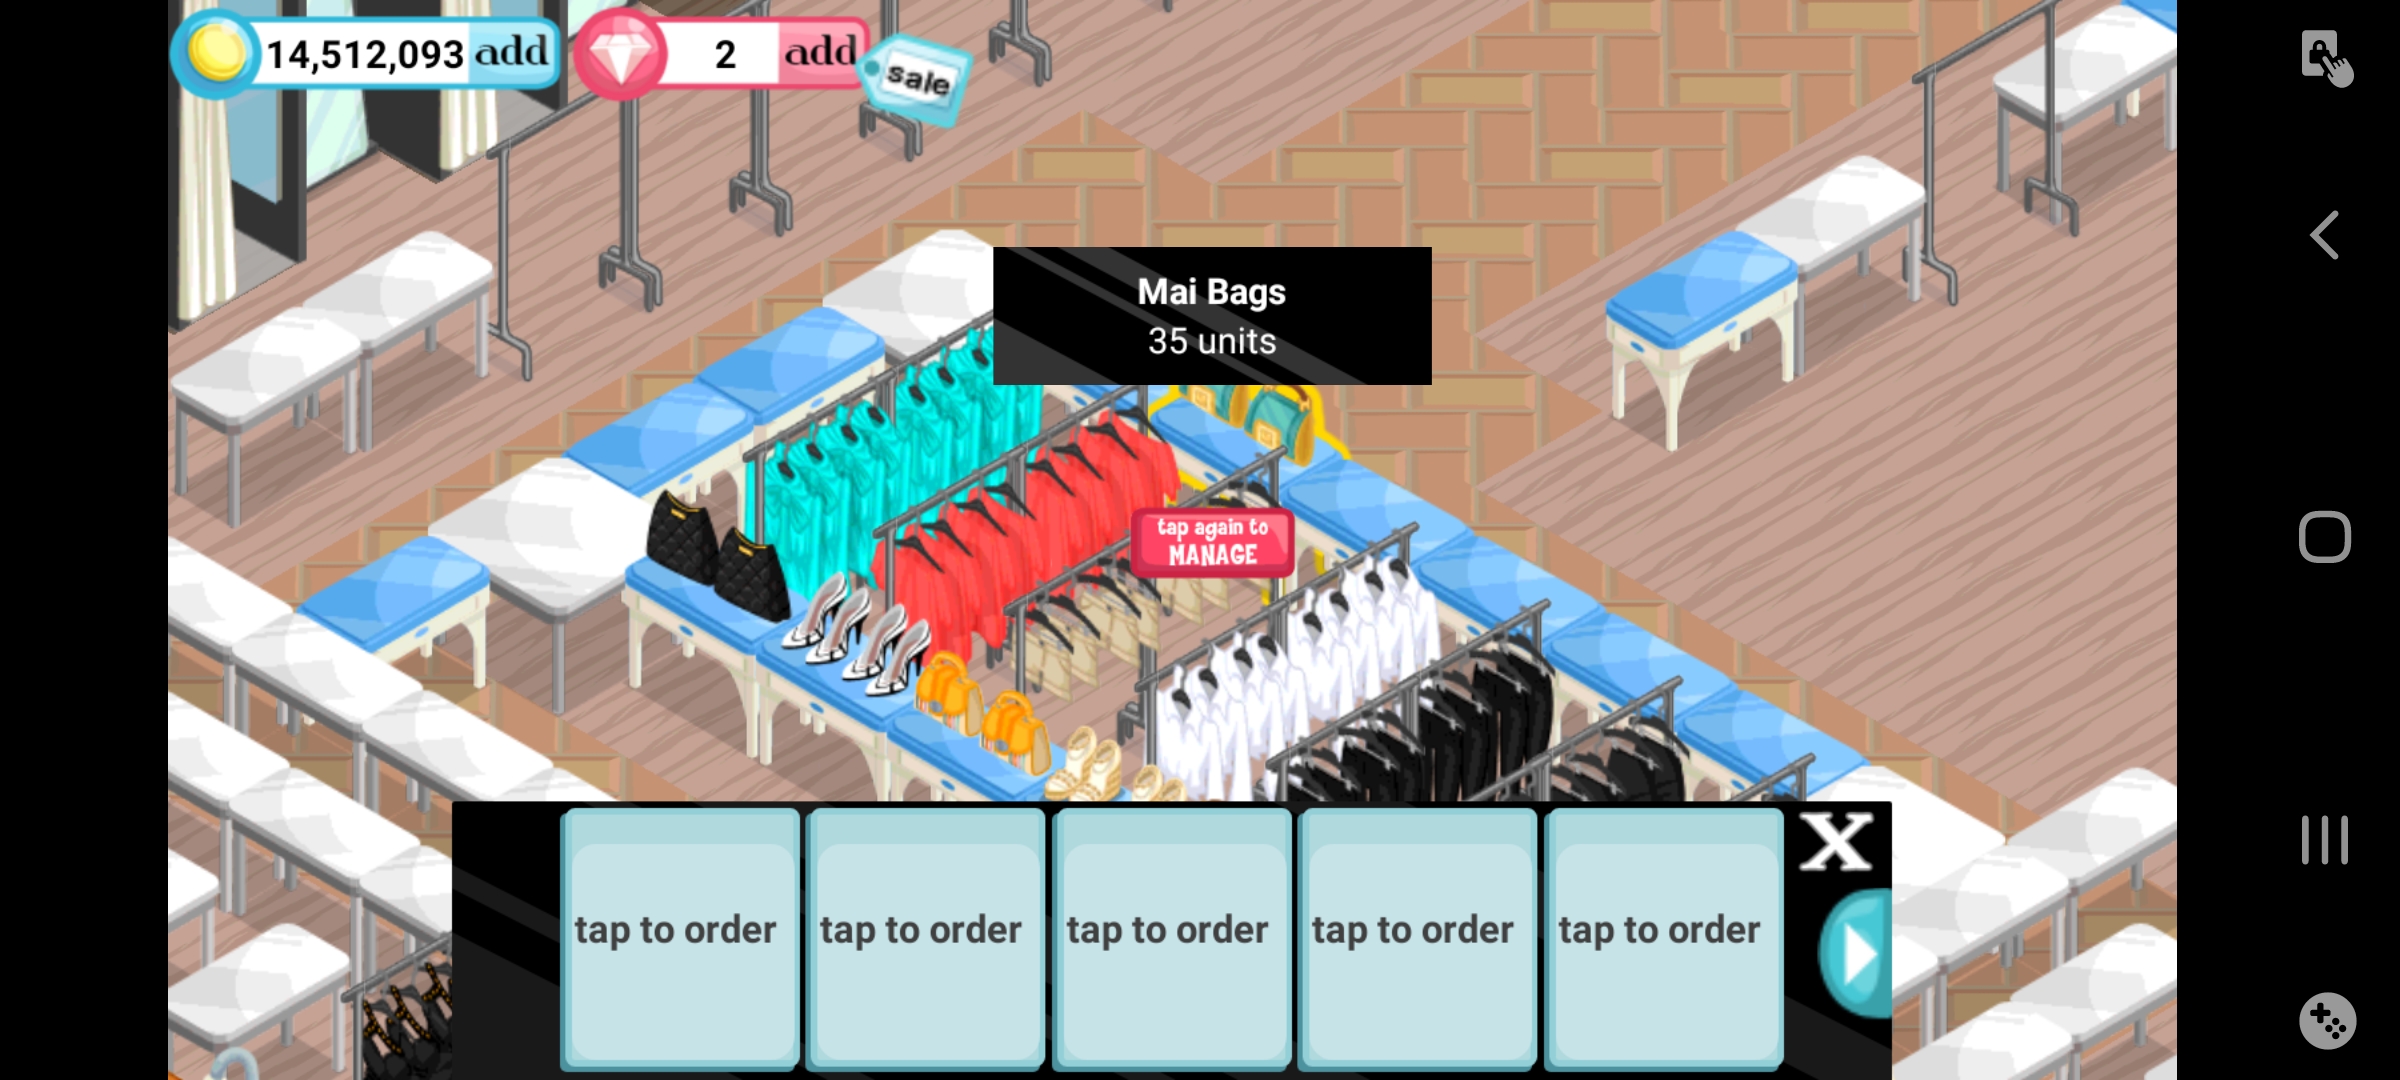 14,512,093 add
2 add
sale
Mai Bags
35 units
tap again to
MANAGE
X
tap to order
tap to order
tap to order
tap to order
tap to order